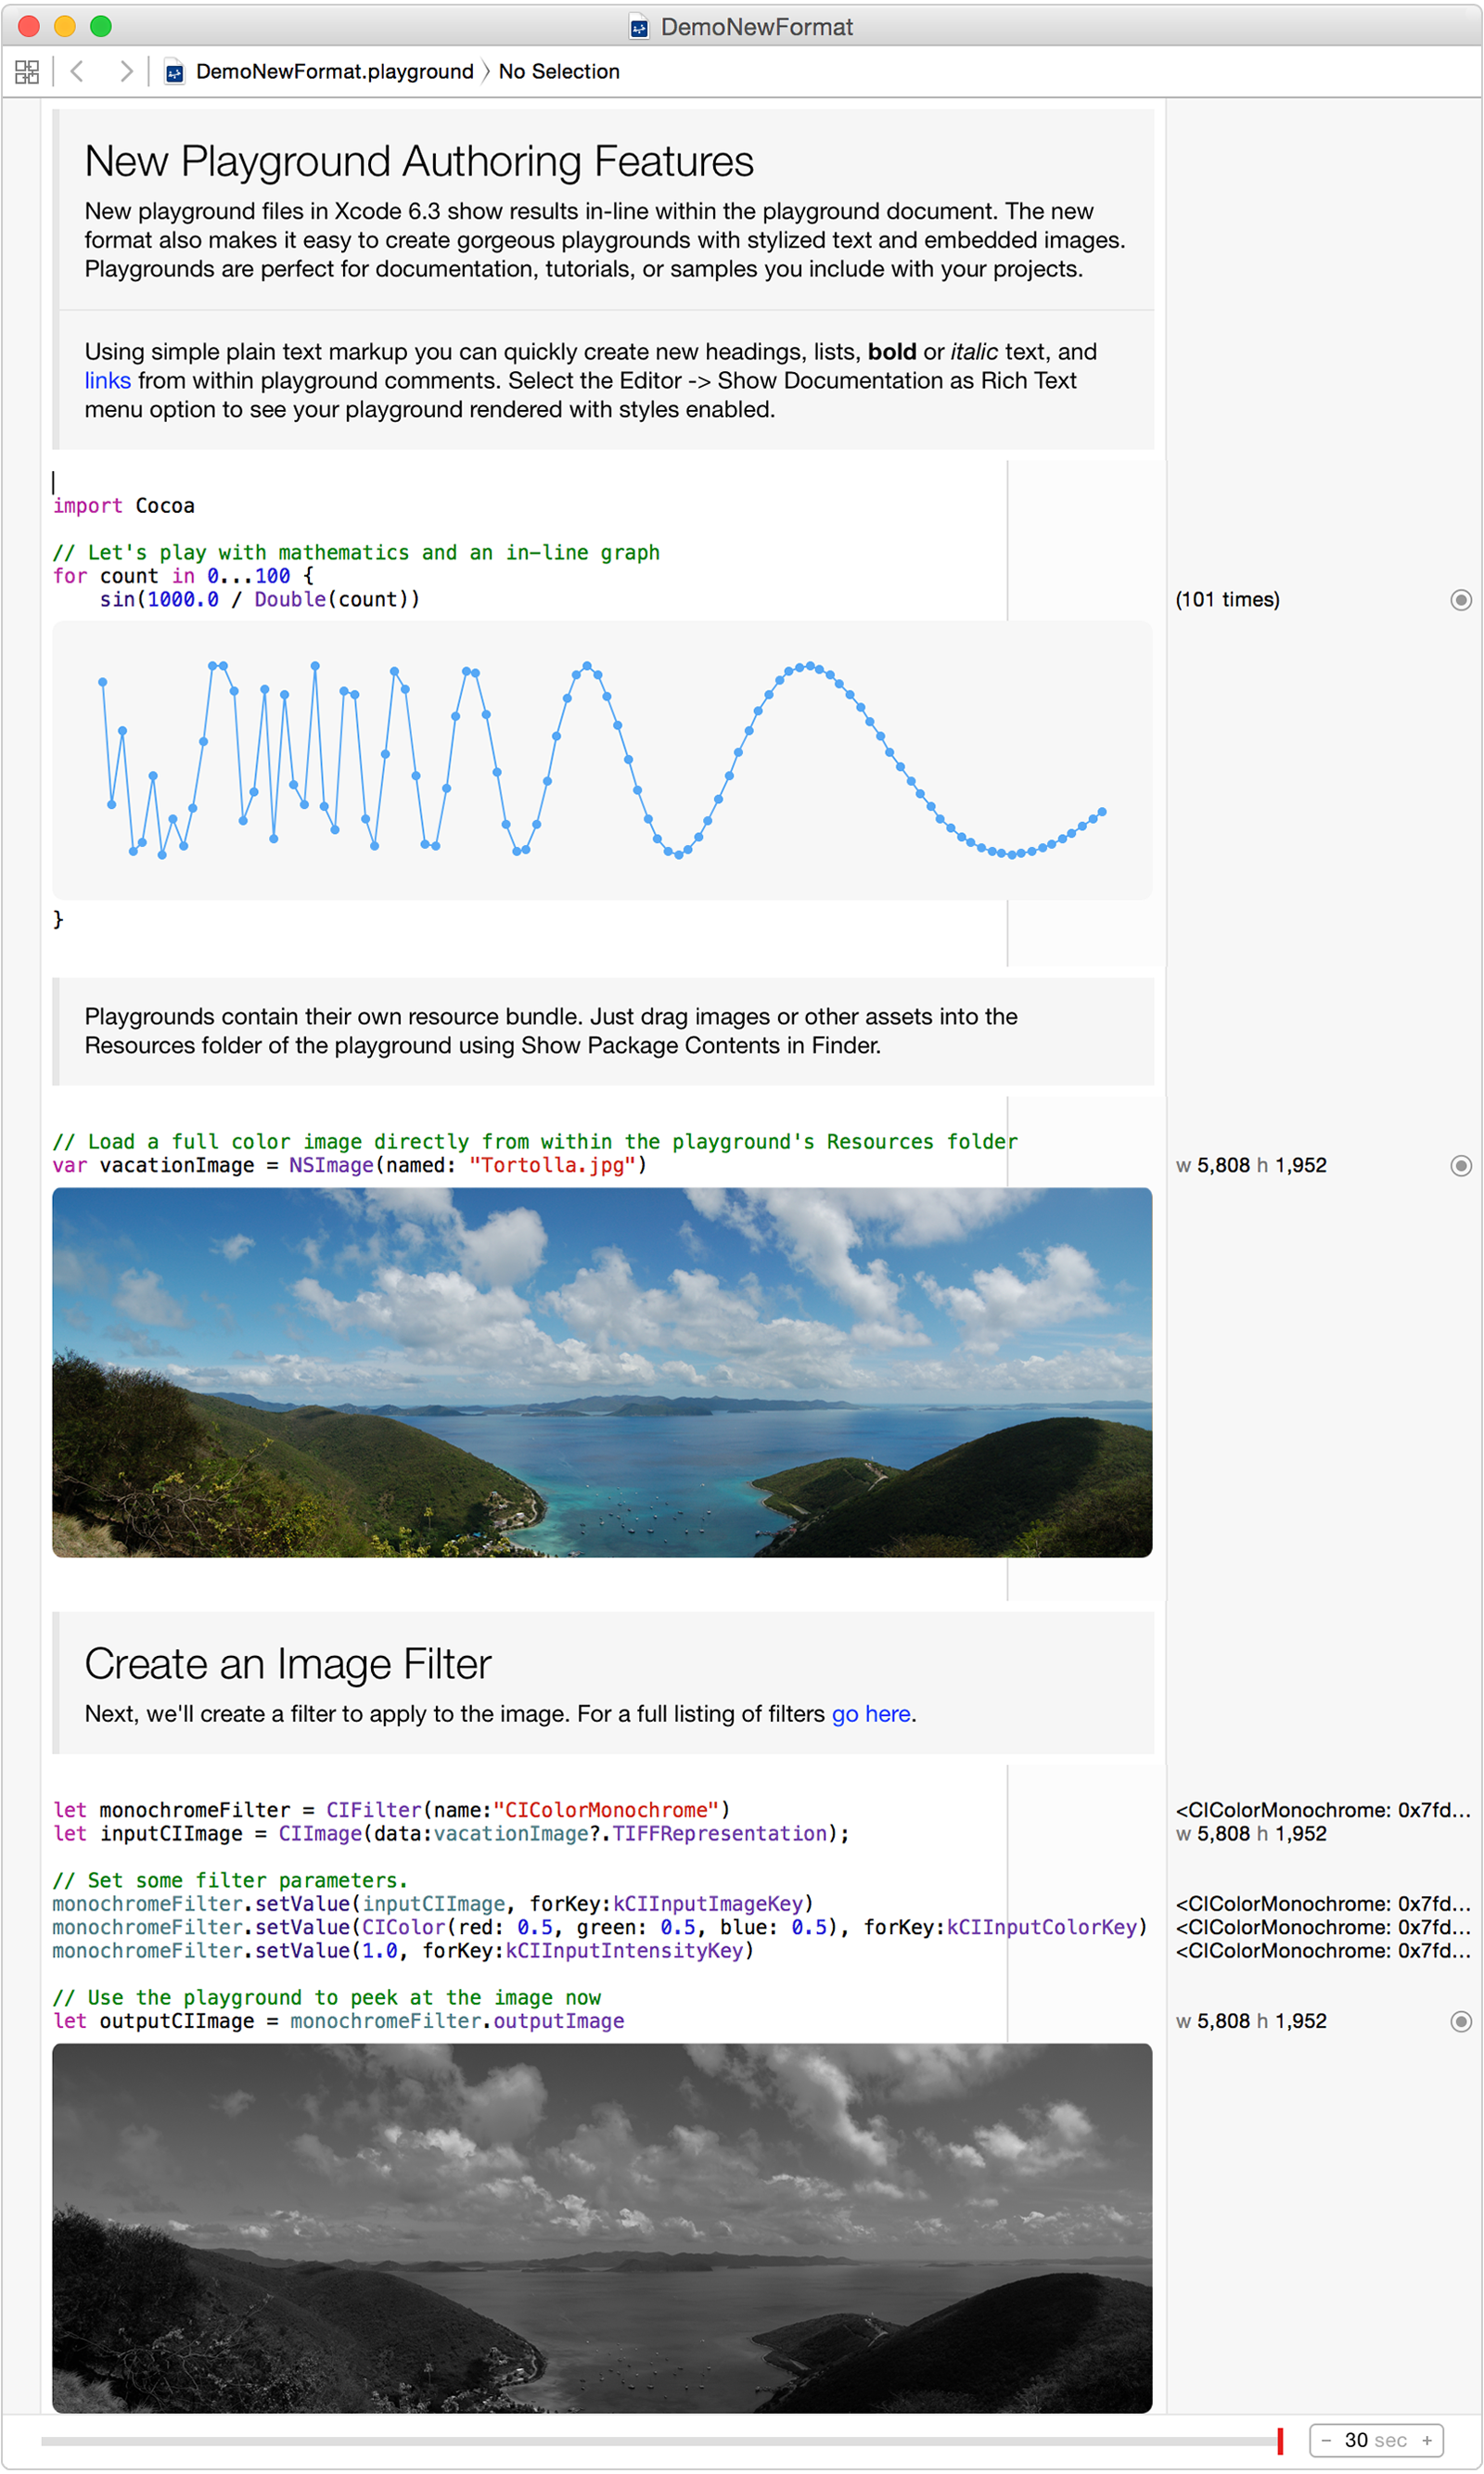 DemoNewFormat
DemoNewFormat.playground 〉 No Selection
New Playground Authoring Features
New playground files in Xcode 6.3 show results in-line within the playground document. The new
format also makes it easy to create gorgeous playgrounds with stylized text and embedded images.
Playgrounds are perfect for documentation, tutorials, or samples you include with your projects.
Using simple plain text markup you can quickly create new headings, lists, bold or italic text, and
links from within playground comments. Select the Editor -> Show Documentation as Rich Text
menu option to see your playground rendered with styles enabled.
import Cocoa
// Let's play with mathematics and an in-line graph
for count in 0...100 {
    sin(1000.0 / Double(count))
(101 times)
}
Playgrounds contain their own resource bundle. Just drag images or other assets into the
Resources folder of the playground using Show Package Contents in Finder.
// Load a full color image directly from within the playground's Resources folder
var vacationImage = NSImage(named: "Tortolla.jpg")
w 5,808 h 1,952
Create an Image Filter
Next, we'll create a filter to apply to the image. For a full listing of filters go here.
let monochromeFilter = CIFilter(name:"CIColorMonochrome")
<CIColorMonochrome: 0x7fd...
let inputCIImage = CIImage(data:vacationImage?.TIFFRepresentation);
w 5,808 h 1,952
// Set some filter parameters.
monochromeFilter.setValue(inputCIImage, forKey:kCIInputImageKey)
<CIColorMonochrome: 0x7fd...
monochromeFilter.setValue(CIColor(red: 0.5, green: 0.5, blue: 0.5), forKey:kCIInputColorKey)
<CIColorMonochrome: 0x7fd...
monochromeFilter.setValue(1.0, forKey:kCIInputIntensityKey)
<CIColorMonochrome: 0x7fd...
// Use the playground to peek at the image now
let outputCIImage = monochromeFilter.outputImage
w 5,808 h 1,952
− 30 sec +